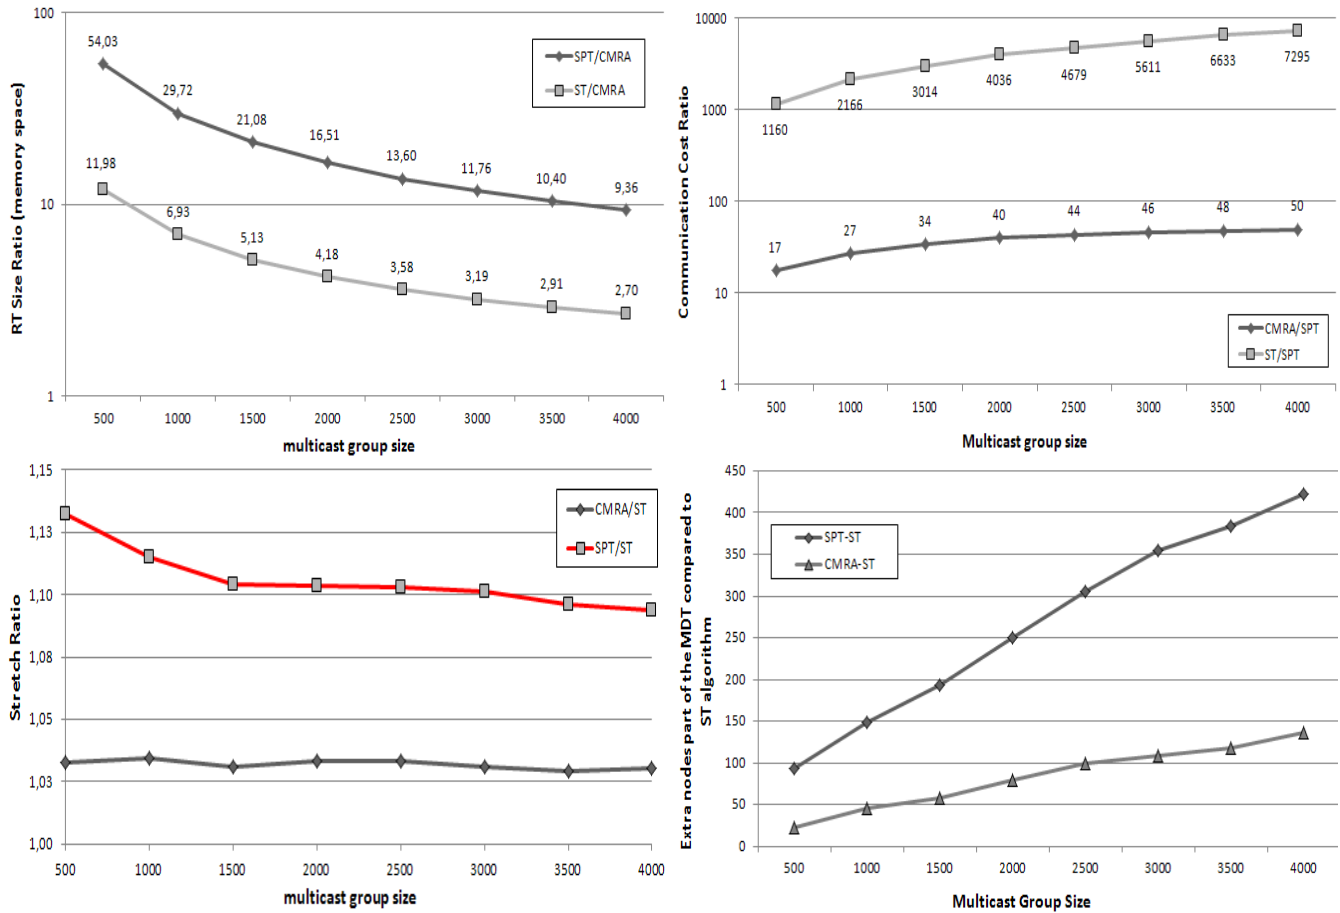 100
10
1
RT Size Ratio (memory space)
54,03
29,72
21,08
16,51
13,60
11,76
10,40
9,36
11,98
6,93
5,13
4,18
3,58
3,19
2,91
2,70
SPT/CMRA
ST/CMRA
500 1000 1500 2000 2500 3000 3500 4000
multicast group size
10000
1000
100
10
1
Communication Cost Ratio
1160
2166
3014
4036
4679
5611
6633
7295
17
27
34
40
44
46
48
50
CMRA/SPT
ST/SPT
500 1000 1500 2000 2500 3000 3500 4000
Multicast group size
1,15
1,13
1,10
1,08
1,05
1,03
1,00
Stretch Ratio
CMRA/ST
SPT/ST
500 1000 1500 2000 2500 3000 3500 4000
multicast group size
450
400
350
300
250
200
150
100
50
0
Extra nodes part of the MDT compared to
ST algorithm
SPT-ST
CMRA-ST
500 1000 1500 2000 2500 3000 3500 4000
Multicast Group Size